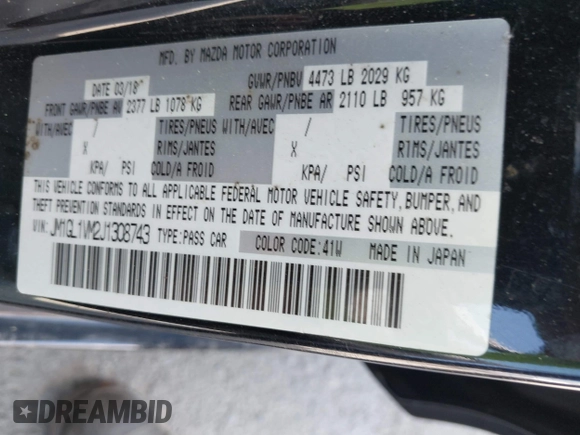 MFD. BY MAZDA MOTOR CORPORATION
DATE 03/18 GVWR/PNBV 4473 LB 2029 KG
FRONT GAWR/PNBE AV 2377 LB 1078 KG REAR GAWR/PNBE AR 2110 LB 957 KG
WITH/AVEC / TIRES/PNEUS WITH/AVEC / TIRES/PNEUS
X RIMS/JANTES X RIMS/JANTES
KPA/ PSI COLD/A FROID KPA/ PSI COLD/A FROID
THIS VEHICLE CONFORMS TO ALL APPLICABLE FEDERAL MOTOR VEHICLE SAFETY, BUMPER, AND
THEFT PREVENTION STANDARDS IN EFFECT ON THE DATE OF MANUFACTURE SHOWN ABOVE.
VIN: JM1GL1VM2J1308743 TYPE:PASS CAR COLOR CODE:41W MADE IN JAPAN
DREAMBID